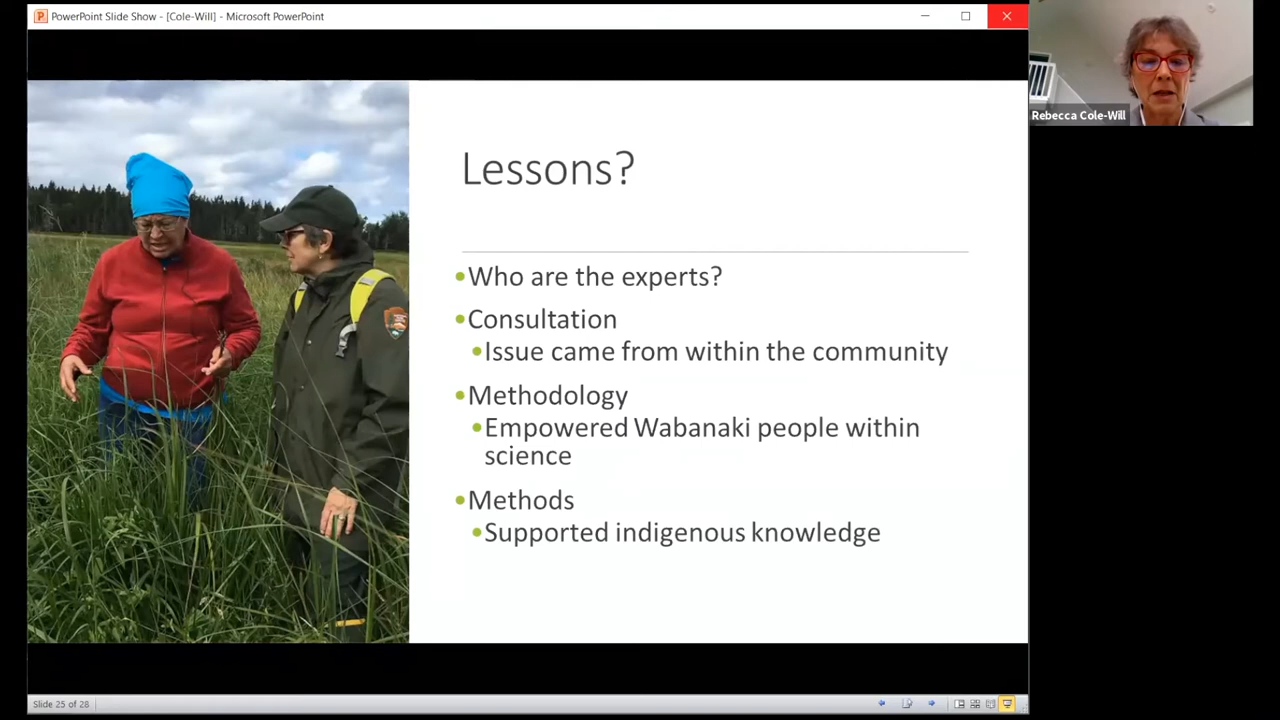 PowerPoint Slide Show - [Cole-Will] - Microsoft PowerPoint
Rebecca Cole-Will
Lessons?
•Who are the experts?
•Consultation
•Issue came from within the community
•Methodology
•Empowered Wabanaki people within
science
•Methods
•Supported indigenous knowledge
Slide 25 of 28